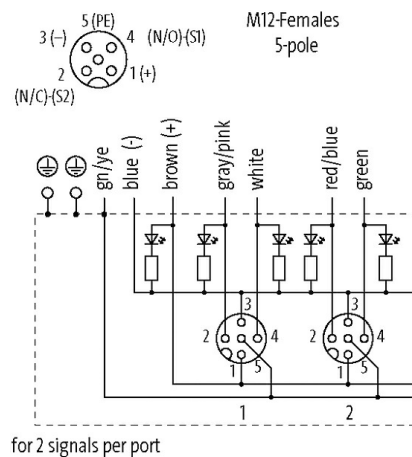 5 (PE)
3 (–)
4 (N/O)-(S1)
2
1 (+)
(N/C)-(S2)
M12-Females
5-pole
gn/ye
blue (-)
brown (+)
gray/pink
white
red/blue
green
3
2
4
1
5
3
2
4
1
5
1
2
for 2 signals per port